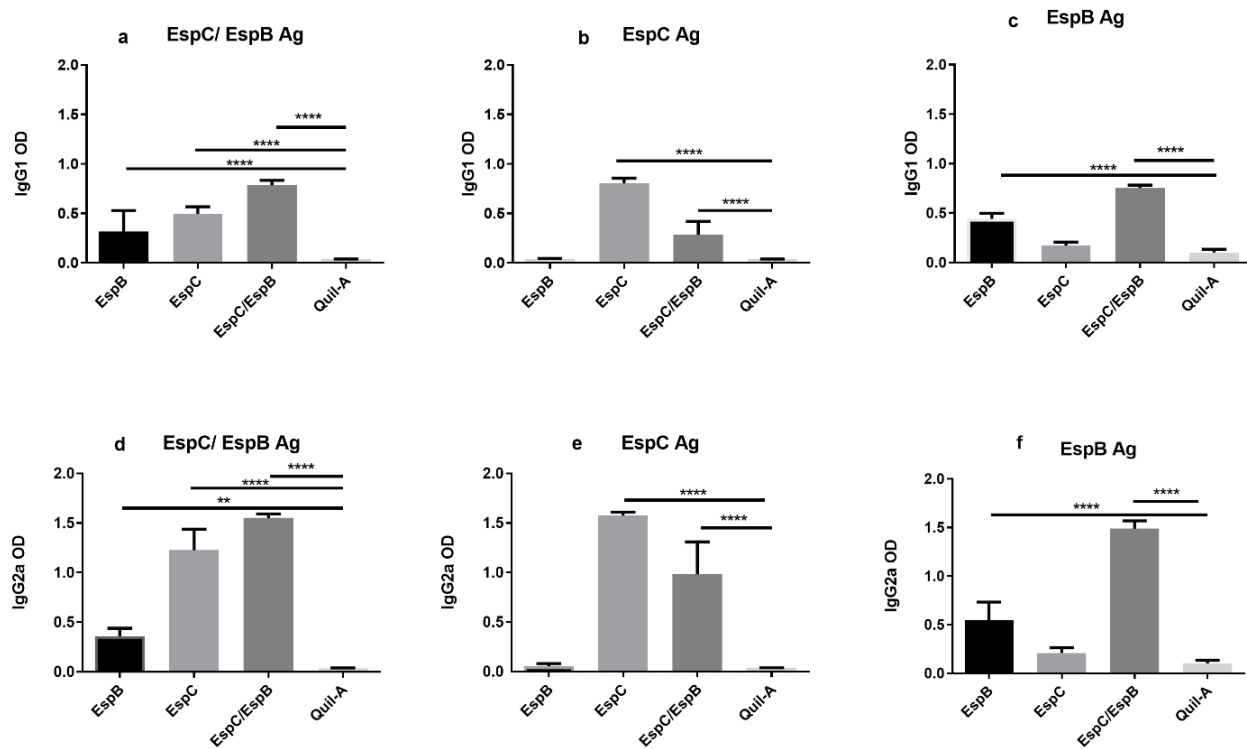 a EspC/ EspB Ag
IgG1 OD
2.0
1.5
1.0
0.5
0.0
****
****
****
EspB
EspC
EspC/EspB
Quil-A
b EspC Ag
IgG1 OD
2.0
1.5
1.0
0.5
0.0
****
****
EspB
EspC
EspC/EspB
Quil-A
c EspB Ag
IgG1 OD
2.0
1.5
1.0
0.5
0.0
****
****
EspB
EspC
EspC/EspB
Quil-A
d EspC/ EspB Ag
IgG2a OD
2.0
1.5
1.0
0.5
0.0
****
****
**
EspB
EspC
EspC/EspB
Quil-A
e EspC Ag
IgG2a OD
2.0
1.5
1.0
0.5
0.0
****
****
EspB
EspC
EspC/EspB
Quil-A
f EspB Ag
IgG2a OD
2.0
1.5
1.0
0.5
0.0
****
****
EspB
EspC
EspC/EspB
Quil-A